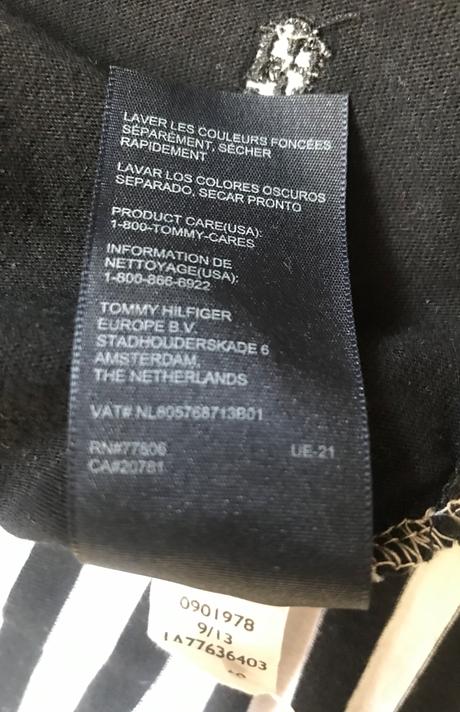 LAVER LES COULEURS FONCÉES
SÉPARÉMENT, SÉCHER
RAPIDEMENT
LAVAR LOS COLORES OSCUROS
SEPARADO, SECAR PRONTO
PRODUCT CARE(USA):
1-800-TOMMY-CARES
INFORMATION DE
NETTOYAGE(USA):
1-800-866-6922
TOMMY HILFIGER
EUROPE B.V.
STADHOUDERSKADE 6
AMSTERDAM,
THE NETHERLANDS
VAT# NL805768713B01
RN#77806 UE-21
CA#20781
0901978
9/13
1A77636403